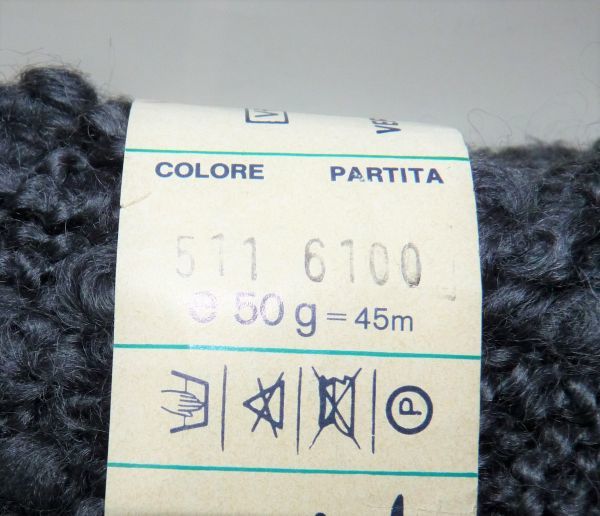 COLORE PARTITA
511 6100
e 50 g = 45m
P